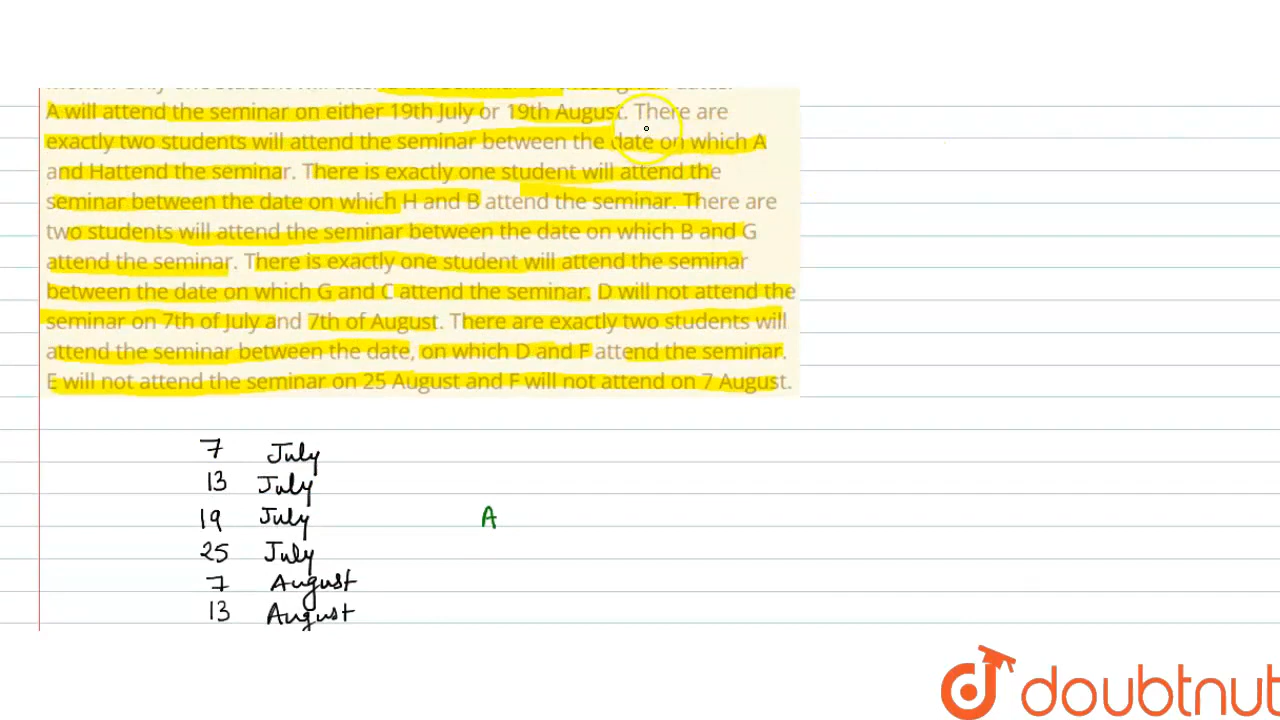 A will attend the seminar on either 19th July or 19th August. There are
exactly two students will attend the seminar between the date on which A
and Hattend the seminar. There is exactly one student will attend the
seminar between the date on which H and B attend the seminar. There are
two students will attend the seminar between the date on which B and G
attend the seminar. There is exactly one student will attend the seminar
between the date on which G and C attend the seminar. D will not attend the
seminar on 7th of July and 7th of August. There are exactly two students will
attend the seminar between the date, on which D and F attend the seminar.
E will not attend the seminar on 25 August and F will not attend on 7 August.
7 July
13 July
19 July A
25 July
7 August
13 August
doubtnut